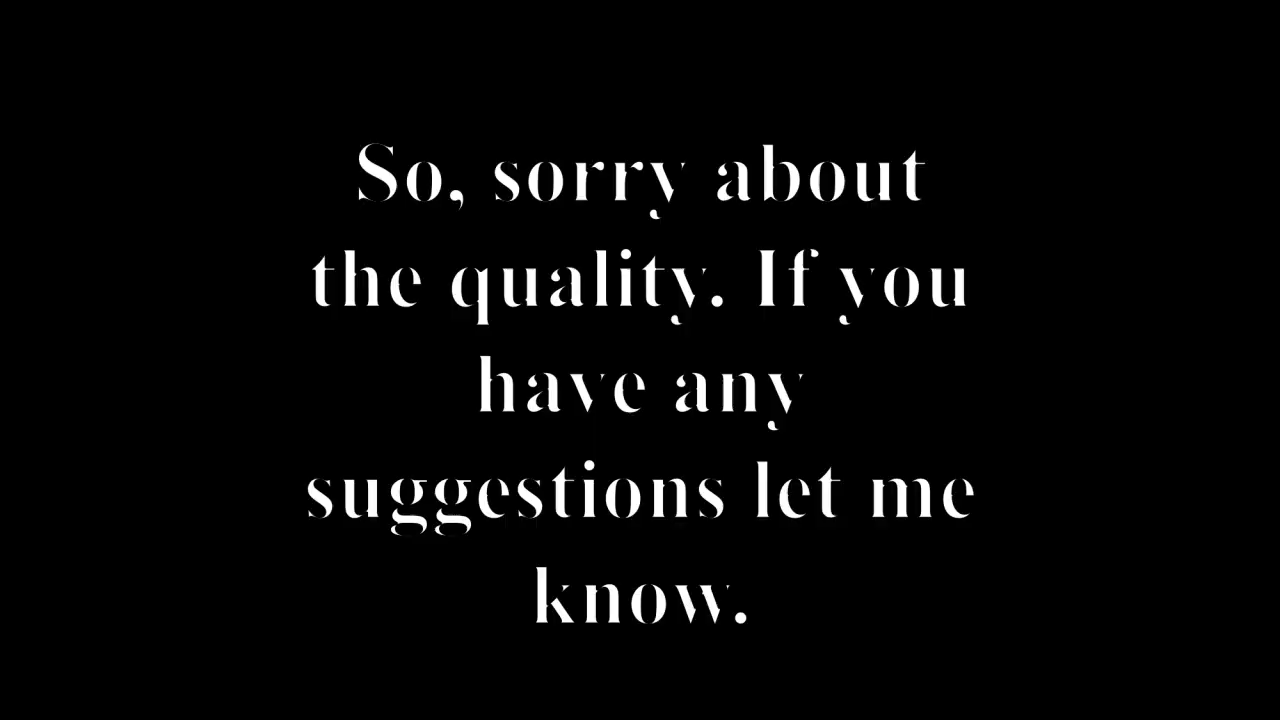 So, sorry about
the quality. If you
have any
suggestions let me
know.